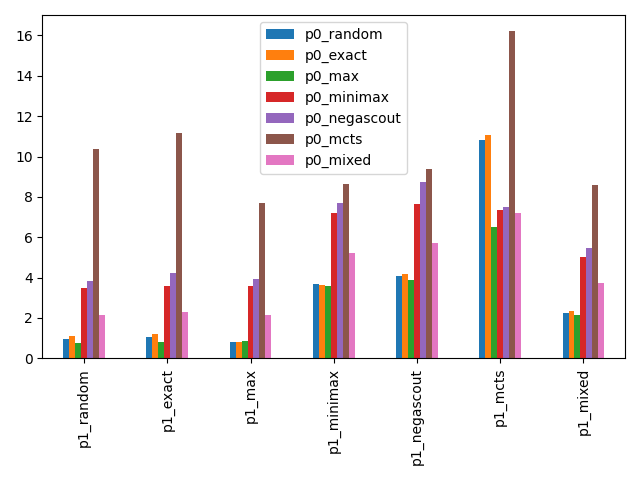 p0_random
p0_exact
p0_max
p0_minimax
p0_negascout
p0_mcts
p0_mixed
16
14
12
10
8
6
4
2
0
p1_random
p1_exact
p1_max
p1_minimax
p1_negascout
p1_mcts
p1_mixed